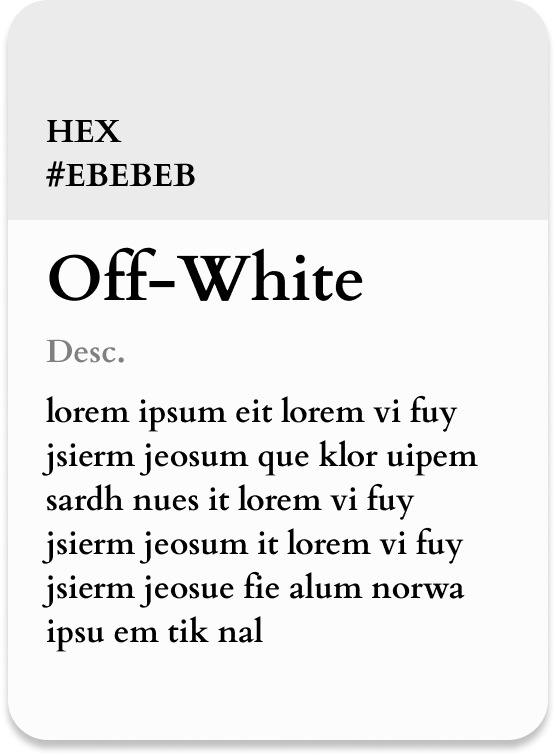 HEX
#EBEBEB
Off-White
Desc.
lorem ipsum eit lorem vi fuy
jsierm jeosum que klor uipem
sardh nues it lorem vi fuy
jsierm jeosum it lorem vi fuy
jsierm jeosue fie alum norwa
ipsu em tik nal